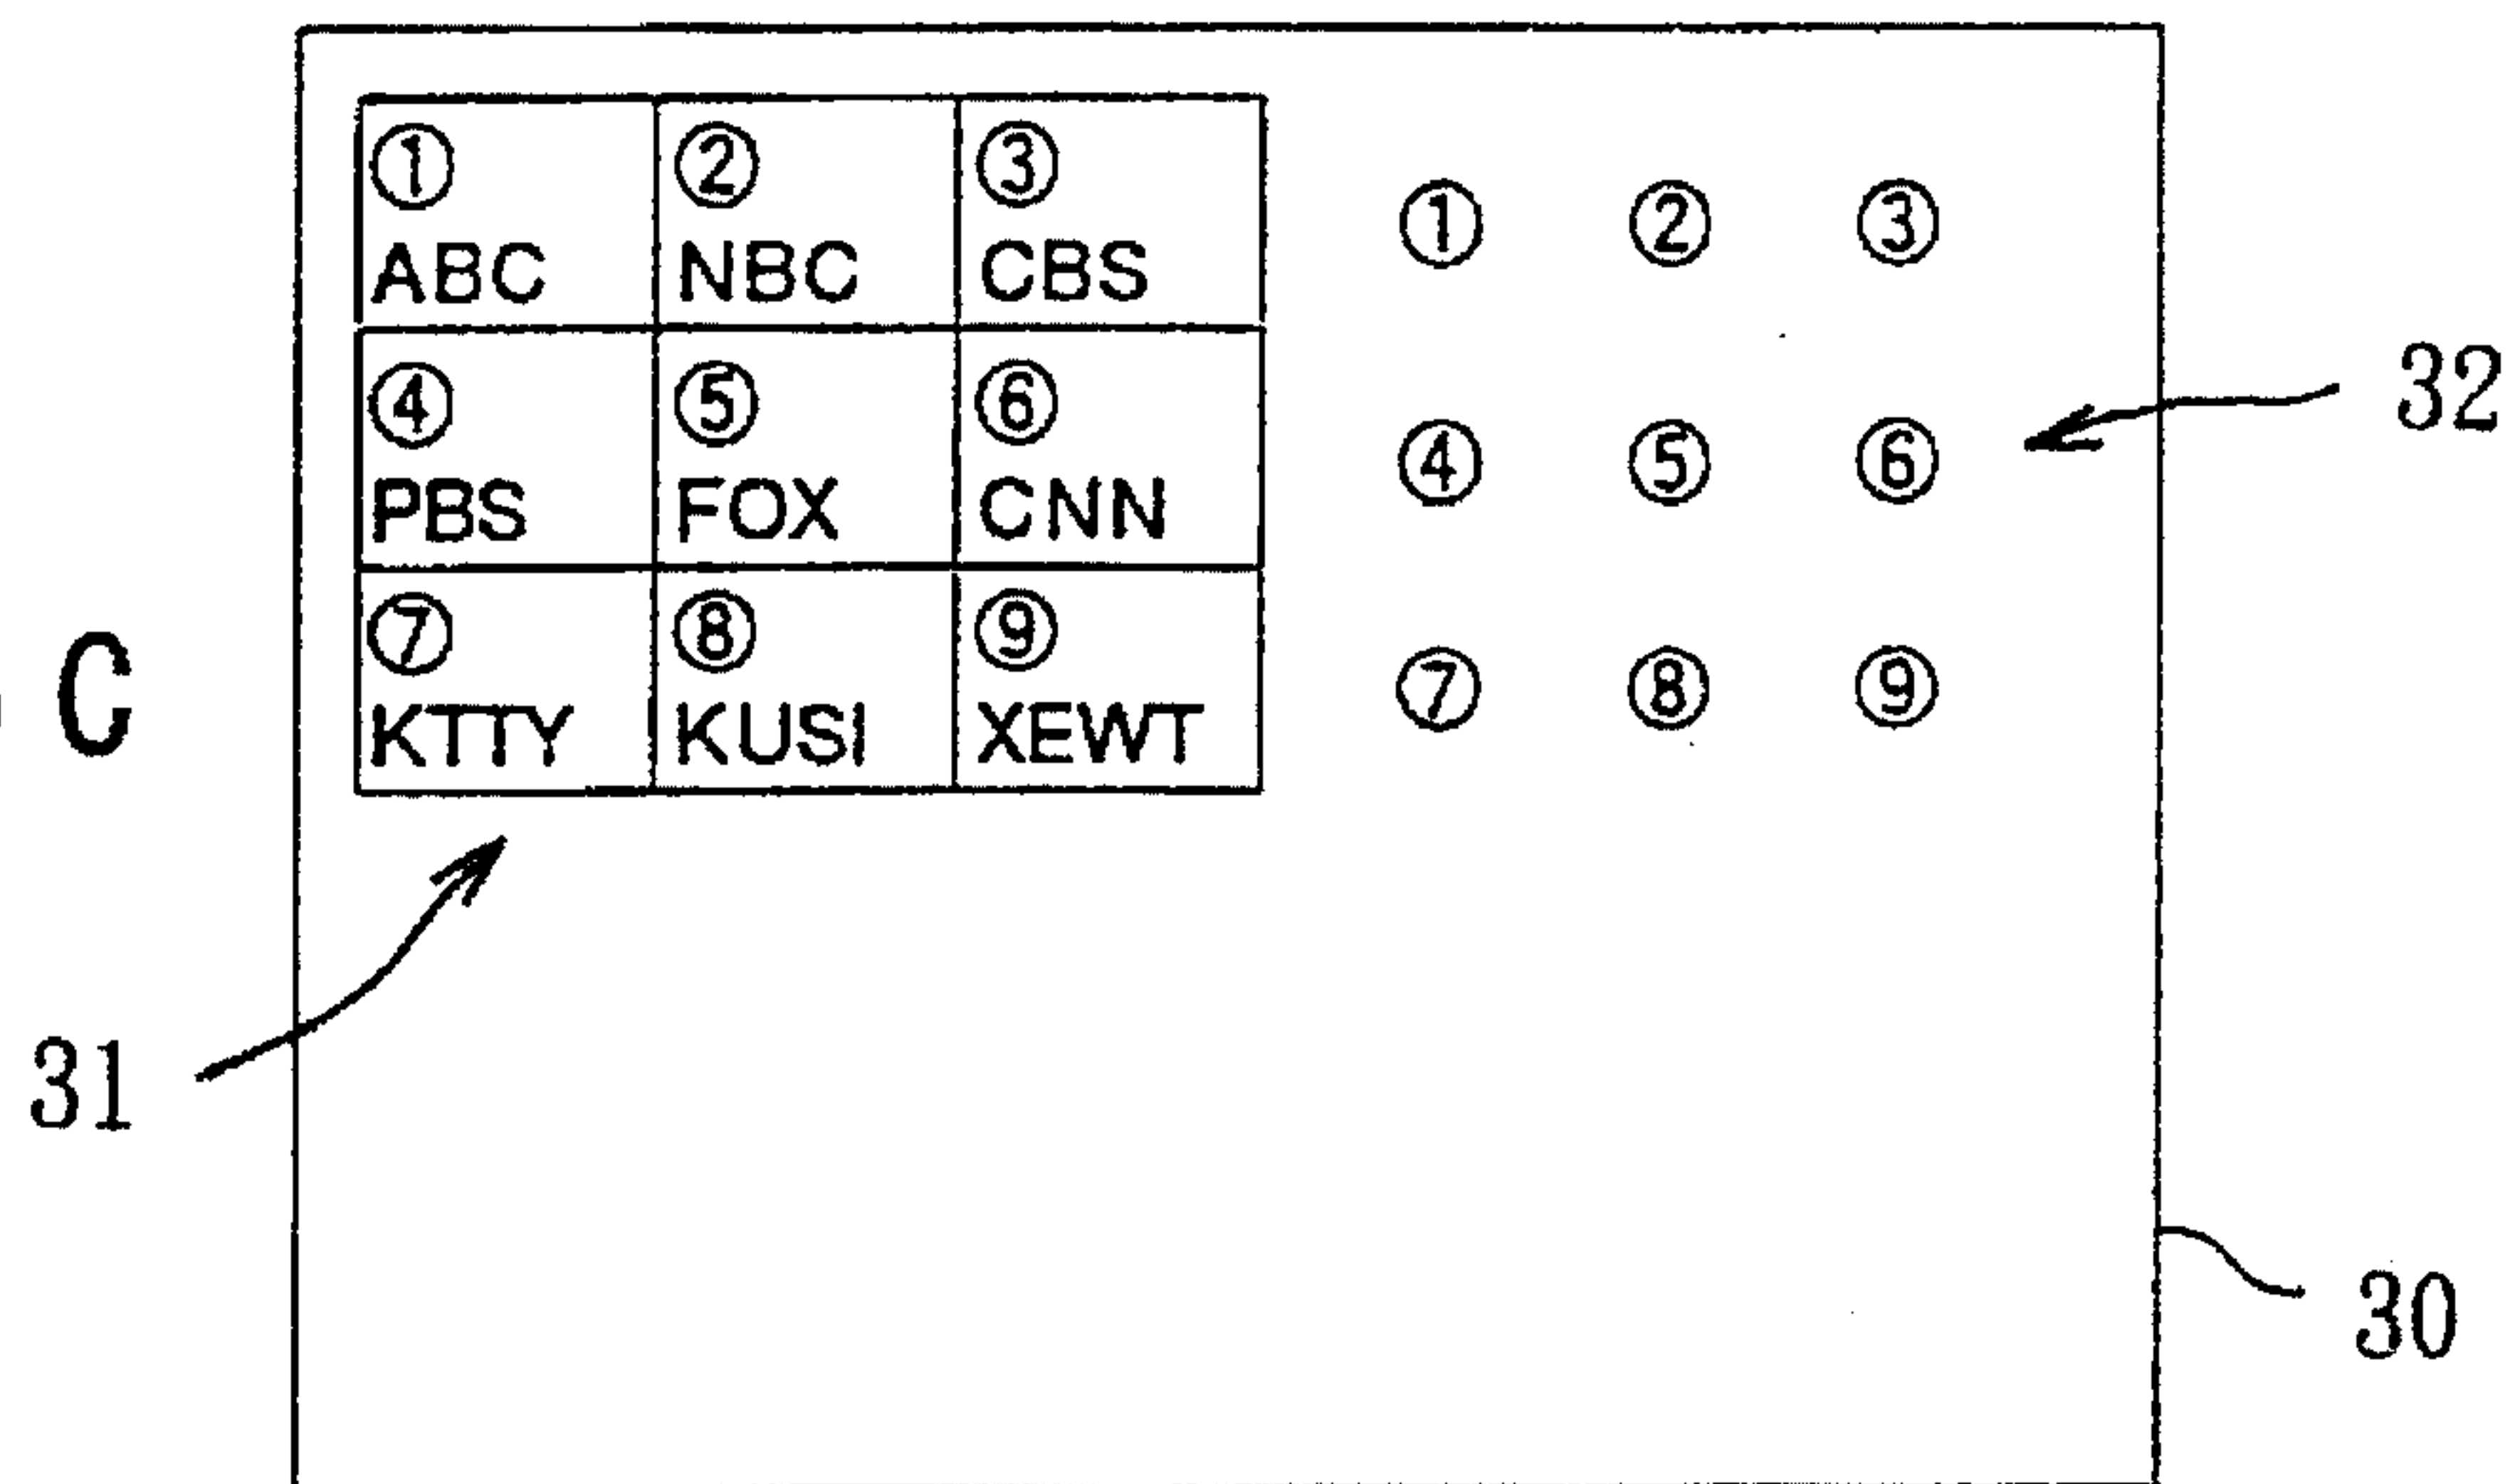 ① ② ③
ABC NBC CBS
④ ⑤ ⑥
PBS FOX CNN
⑦ ⑧ ⑨
KTTY KUSI XEWT
① ② ③
④ ⑤ ⑥
⑦ ⑧ ⑨
32
C
31
30